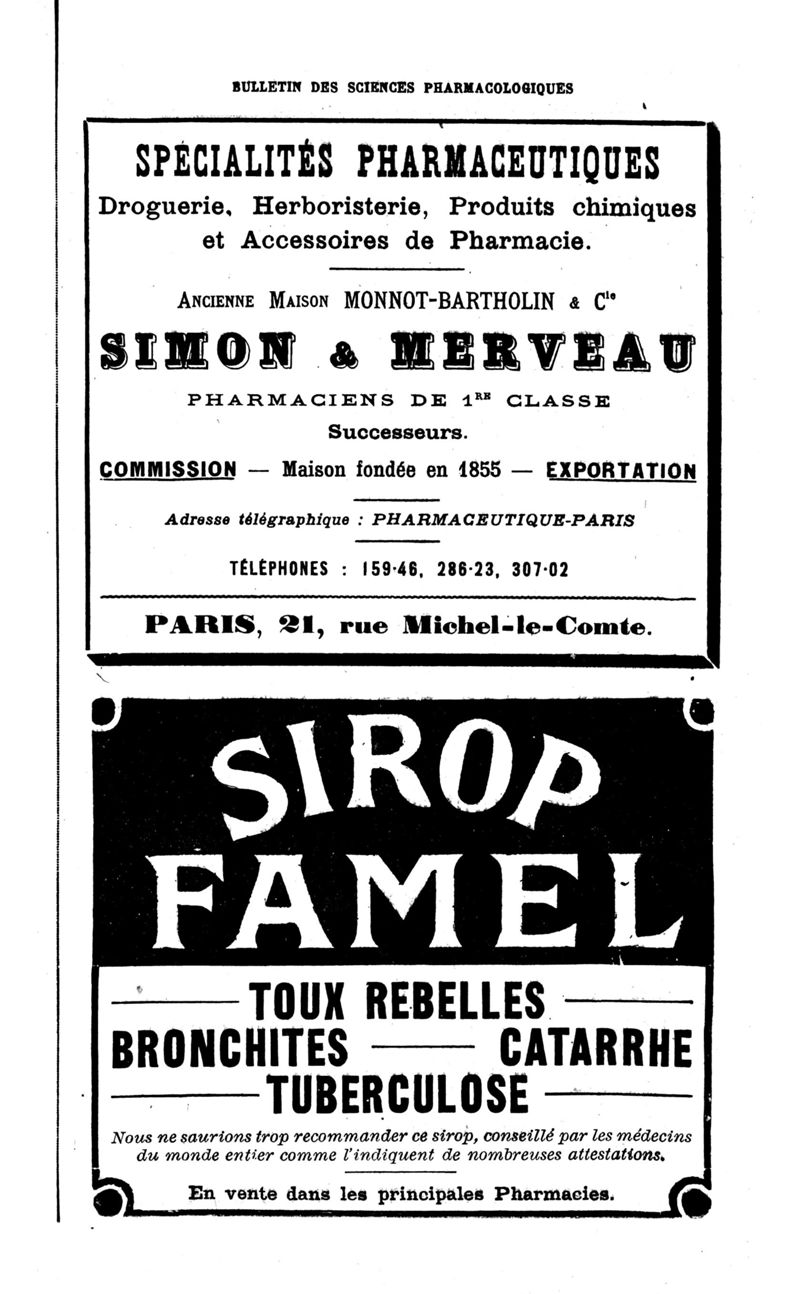 BULLETIN DES SCIENCES PHARMACOLOGIQUES
SPÉCIALITÉS PHARMACEUTIQUES
Droguerie, Herboristerie, Produits chimiques
et Accessoires de Pharmacie.
ANCIENNE MAISON MONNOT-BARTHOLIN & Cie
SIMON & MERVEAU
PHARMACIENS DE 1RE CLASSE
Successeurs.
COMMISSION — Maison fondée en 1855 — EXPORTATION
Adresse télégraphique : PHARMACEUTIQUE-PARIS
TÉLÉPHONES : 159-46, 286-23, 307-02
PARIS, 21, rue Michel-le-Comte.
SIROP
FAMEL
TOUX REBELLES
BRONCHITES — CATARRHE
TUBERCULOSE
Nous ne saurions trop recommander ce sirop, conseillé par les médecins
du monde entier comme l'indiquent de nombreuses attestations.
En vente dans les principales Pharmacies.